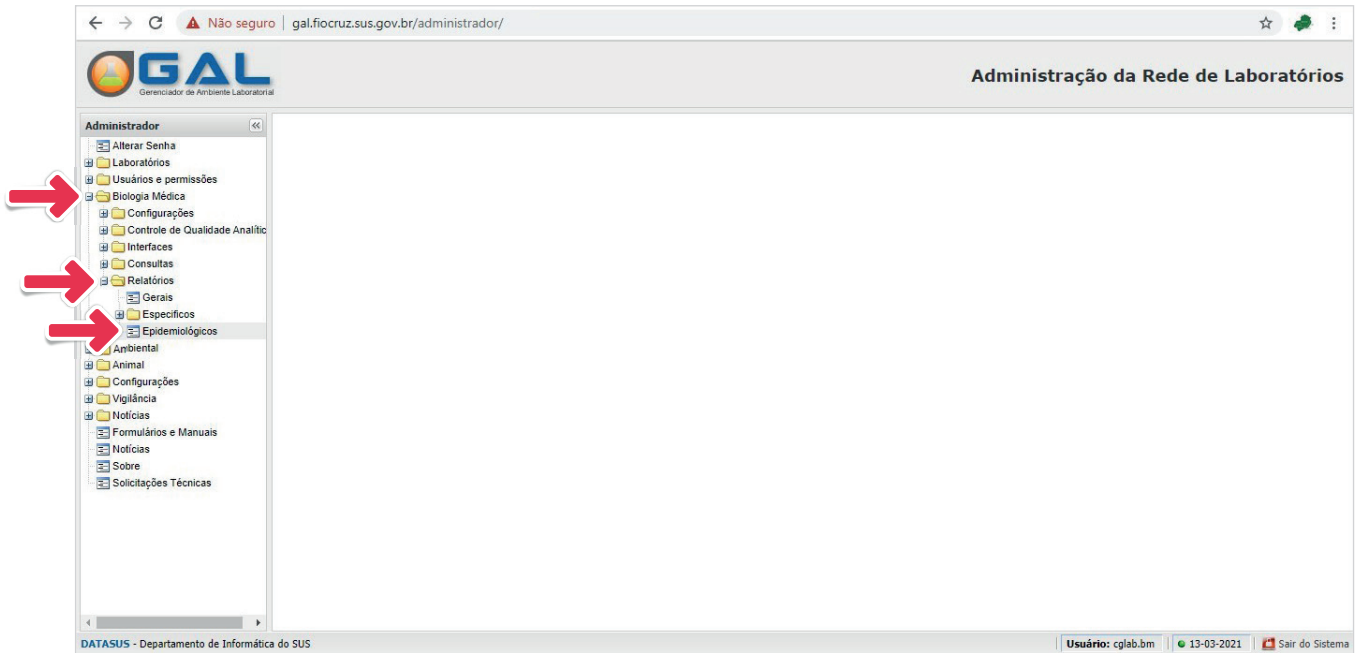 Não seguro | gal.fiocruz.sus.gov.br/administrador/
GAL
Gerenciador de Ambiente Laboratorial
Administração da Rede de Laboratórios
Administrador
Alterar Senha
Laboratórios
Usuários e permissões
Biologia Médica
Configurações
Controle de Qualidade Analític
Interfaces
Consultas
Relatórios
Gerais
Especificos
Epidemiológicos
Ambiental
Animal
Configurações
Vigilância
Notícias
Formulários e Manuais
Notícias
Sobre
Solicitações Técnicas
DATASUS - Departamento de Informática do SUS
Usuário: cglab.bm
13-03-2021
Sair do Sistema